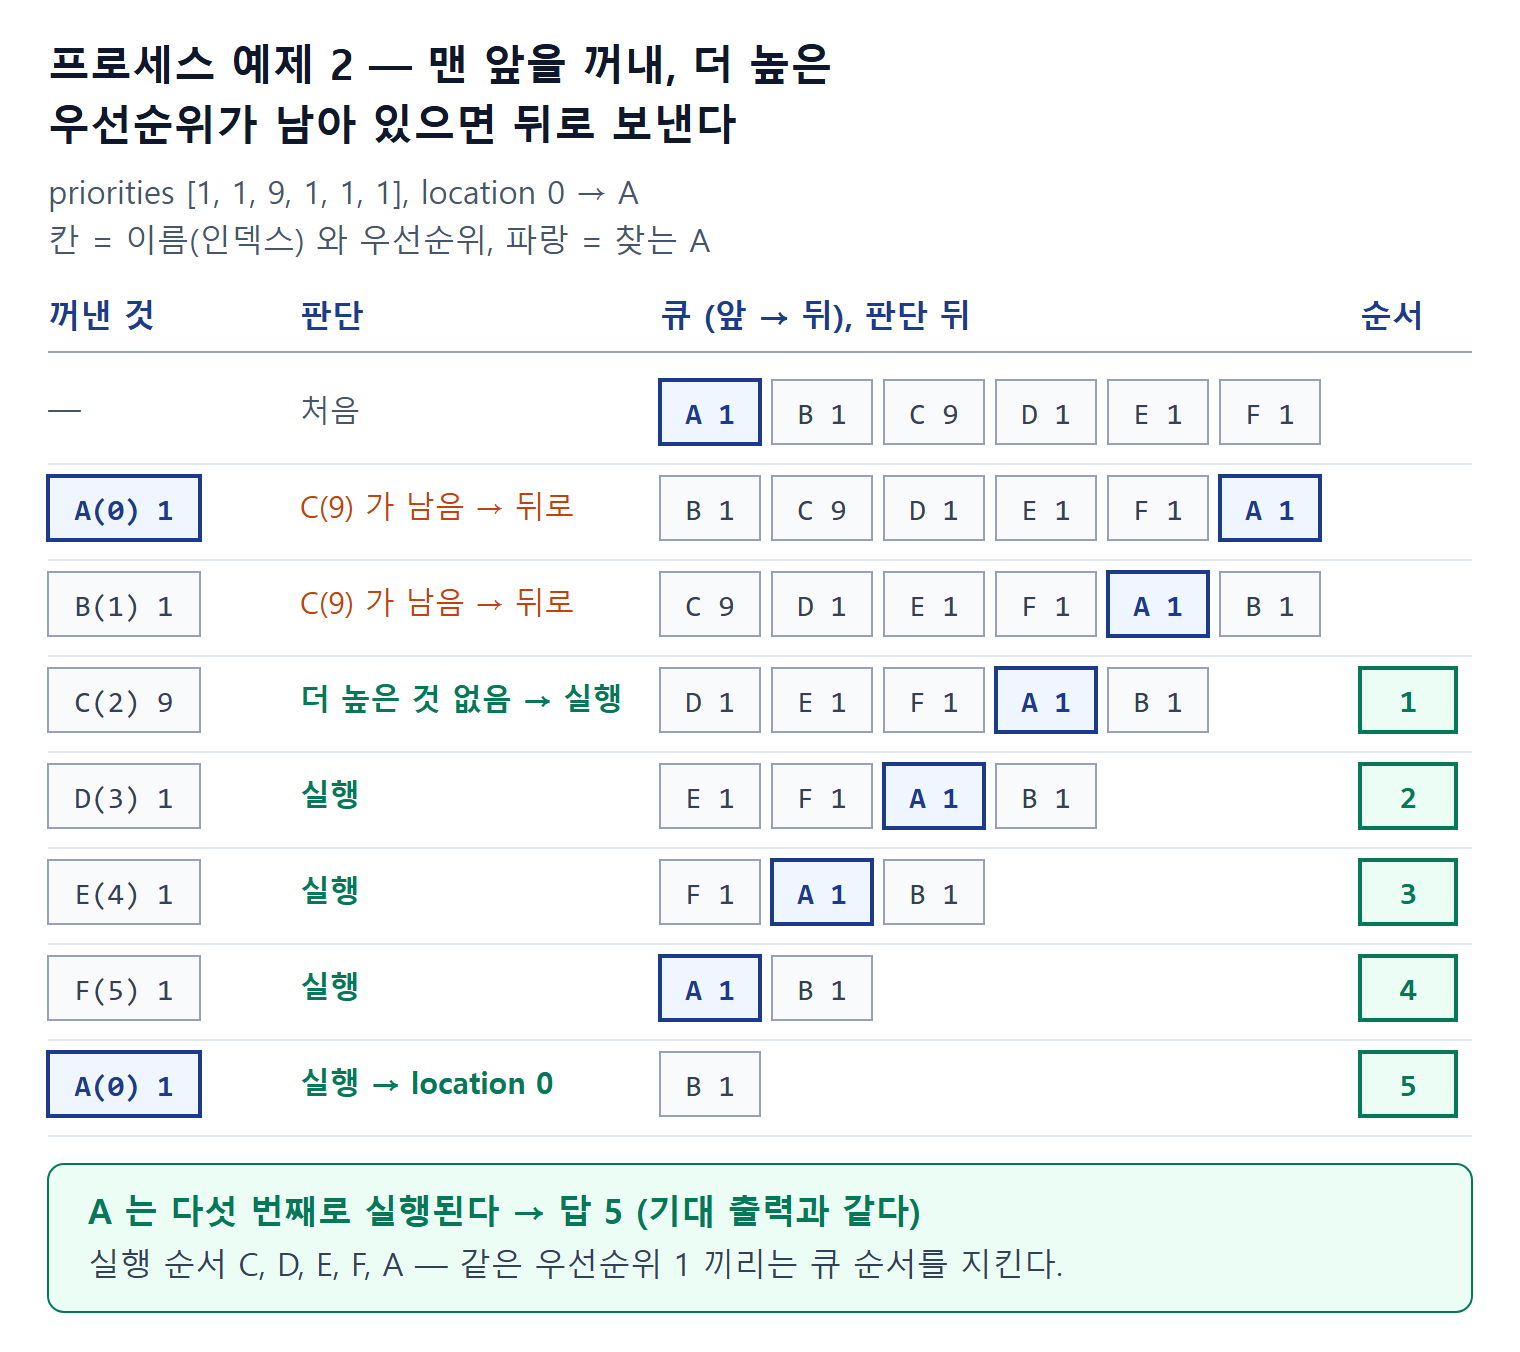 프로세스 예제 2 — 맨 앞을 꺼내, 더 높은
우선순위가 남아 있으면 뒤로 보낸다
priorities [1, 1, 9, 1, 1, 1], location 0 → A
칸 = 이름(인덱스) 와 우선순위, 파랑 = 찾는 A
꺼낸 것 판단 큐 (앞 → 뒤), 판단 뒤 순서
— 처음 A 1 B 1 C 9 D 1 E 1 F 1
A(0) 1 C(9) 가 남음 → 뒤로 B 1 C 9 D 1 E 1 F 1 A 1
B(1) 1 C(9) 가 남음 → 뒤로 C 9 D 1 E 1 F 1 A 1 B 1
C(2) 9 더 높은 것 없음 → 실행 D 1 E 1 F 1 A 1 B 1 1
D(3) 1 실행 E 1 F 1 A 1 B 1 2
E(4) 1 실행 F 1 A 1 B 1 3
F(5) 1 실행 A 1 B 1 4
A(0) 1 실행 → location 0 B 1 5
A 는 다섯 번째로 실행된다 → 답 5 (기대 출력과 같다)
실행 순서 C, D, E, F, A — 같은 우선순위 1 끼리는 큐 순서를 지킨다.